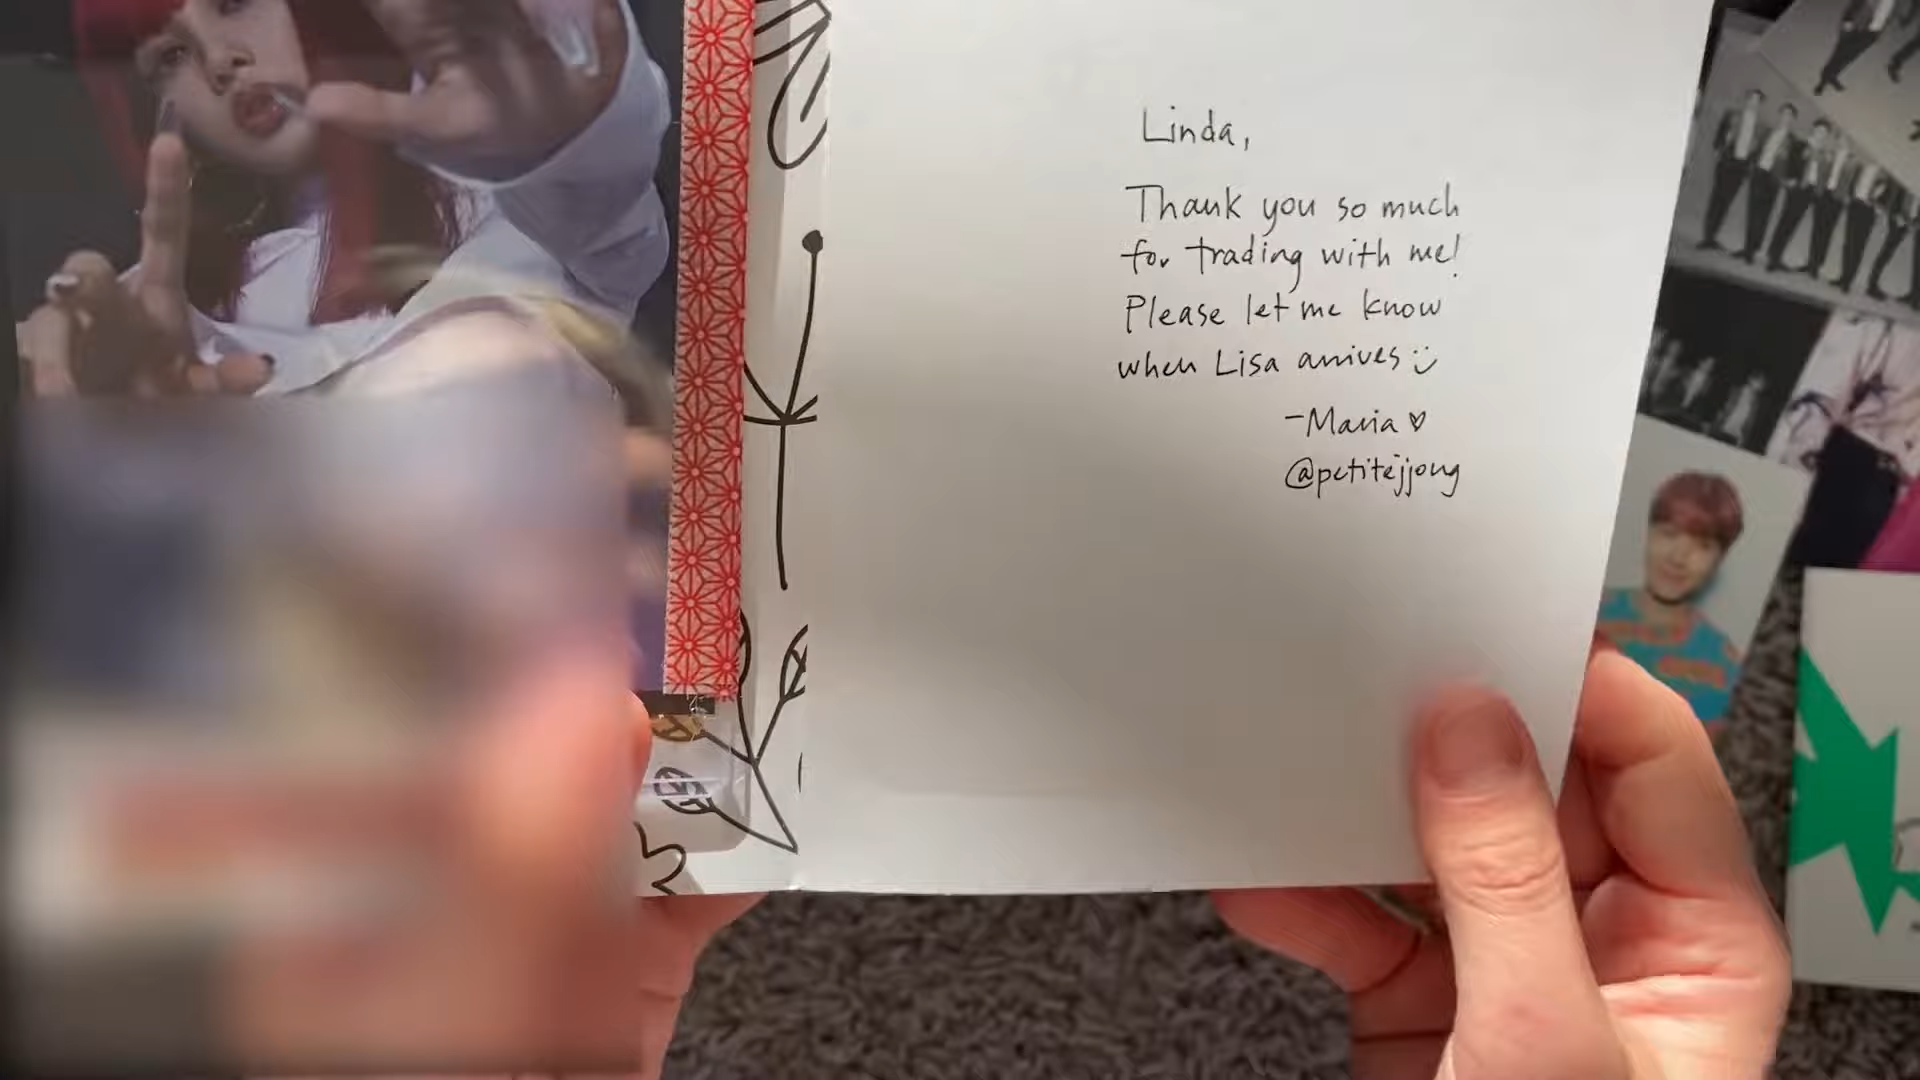 Linda,
Thank you so much
for trading with me!
Please let me know
when Lisa arrives :)
-Maria ♡
@petitejjong